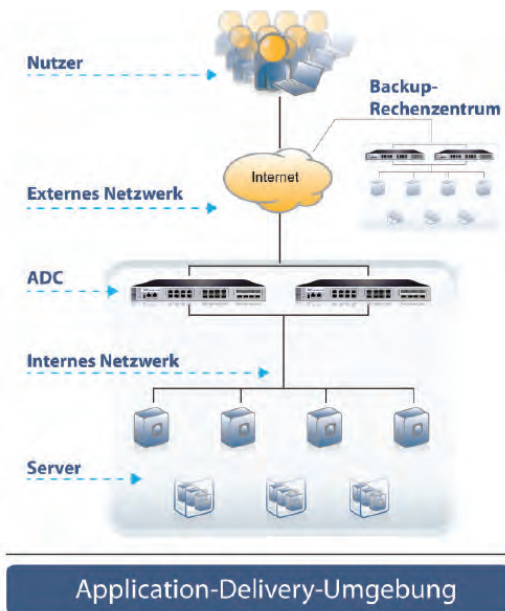 Nutzer
Backup-
Rechenzentrum
Internet
Externes Netzwerk
ADC
Internes Netzwerk
Server
Application-Delivery-Umgebung